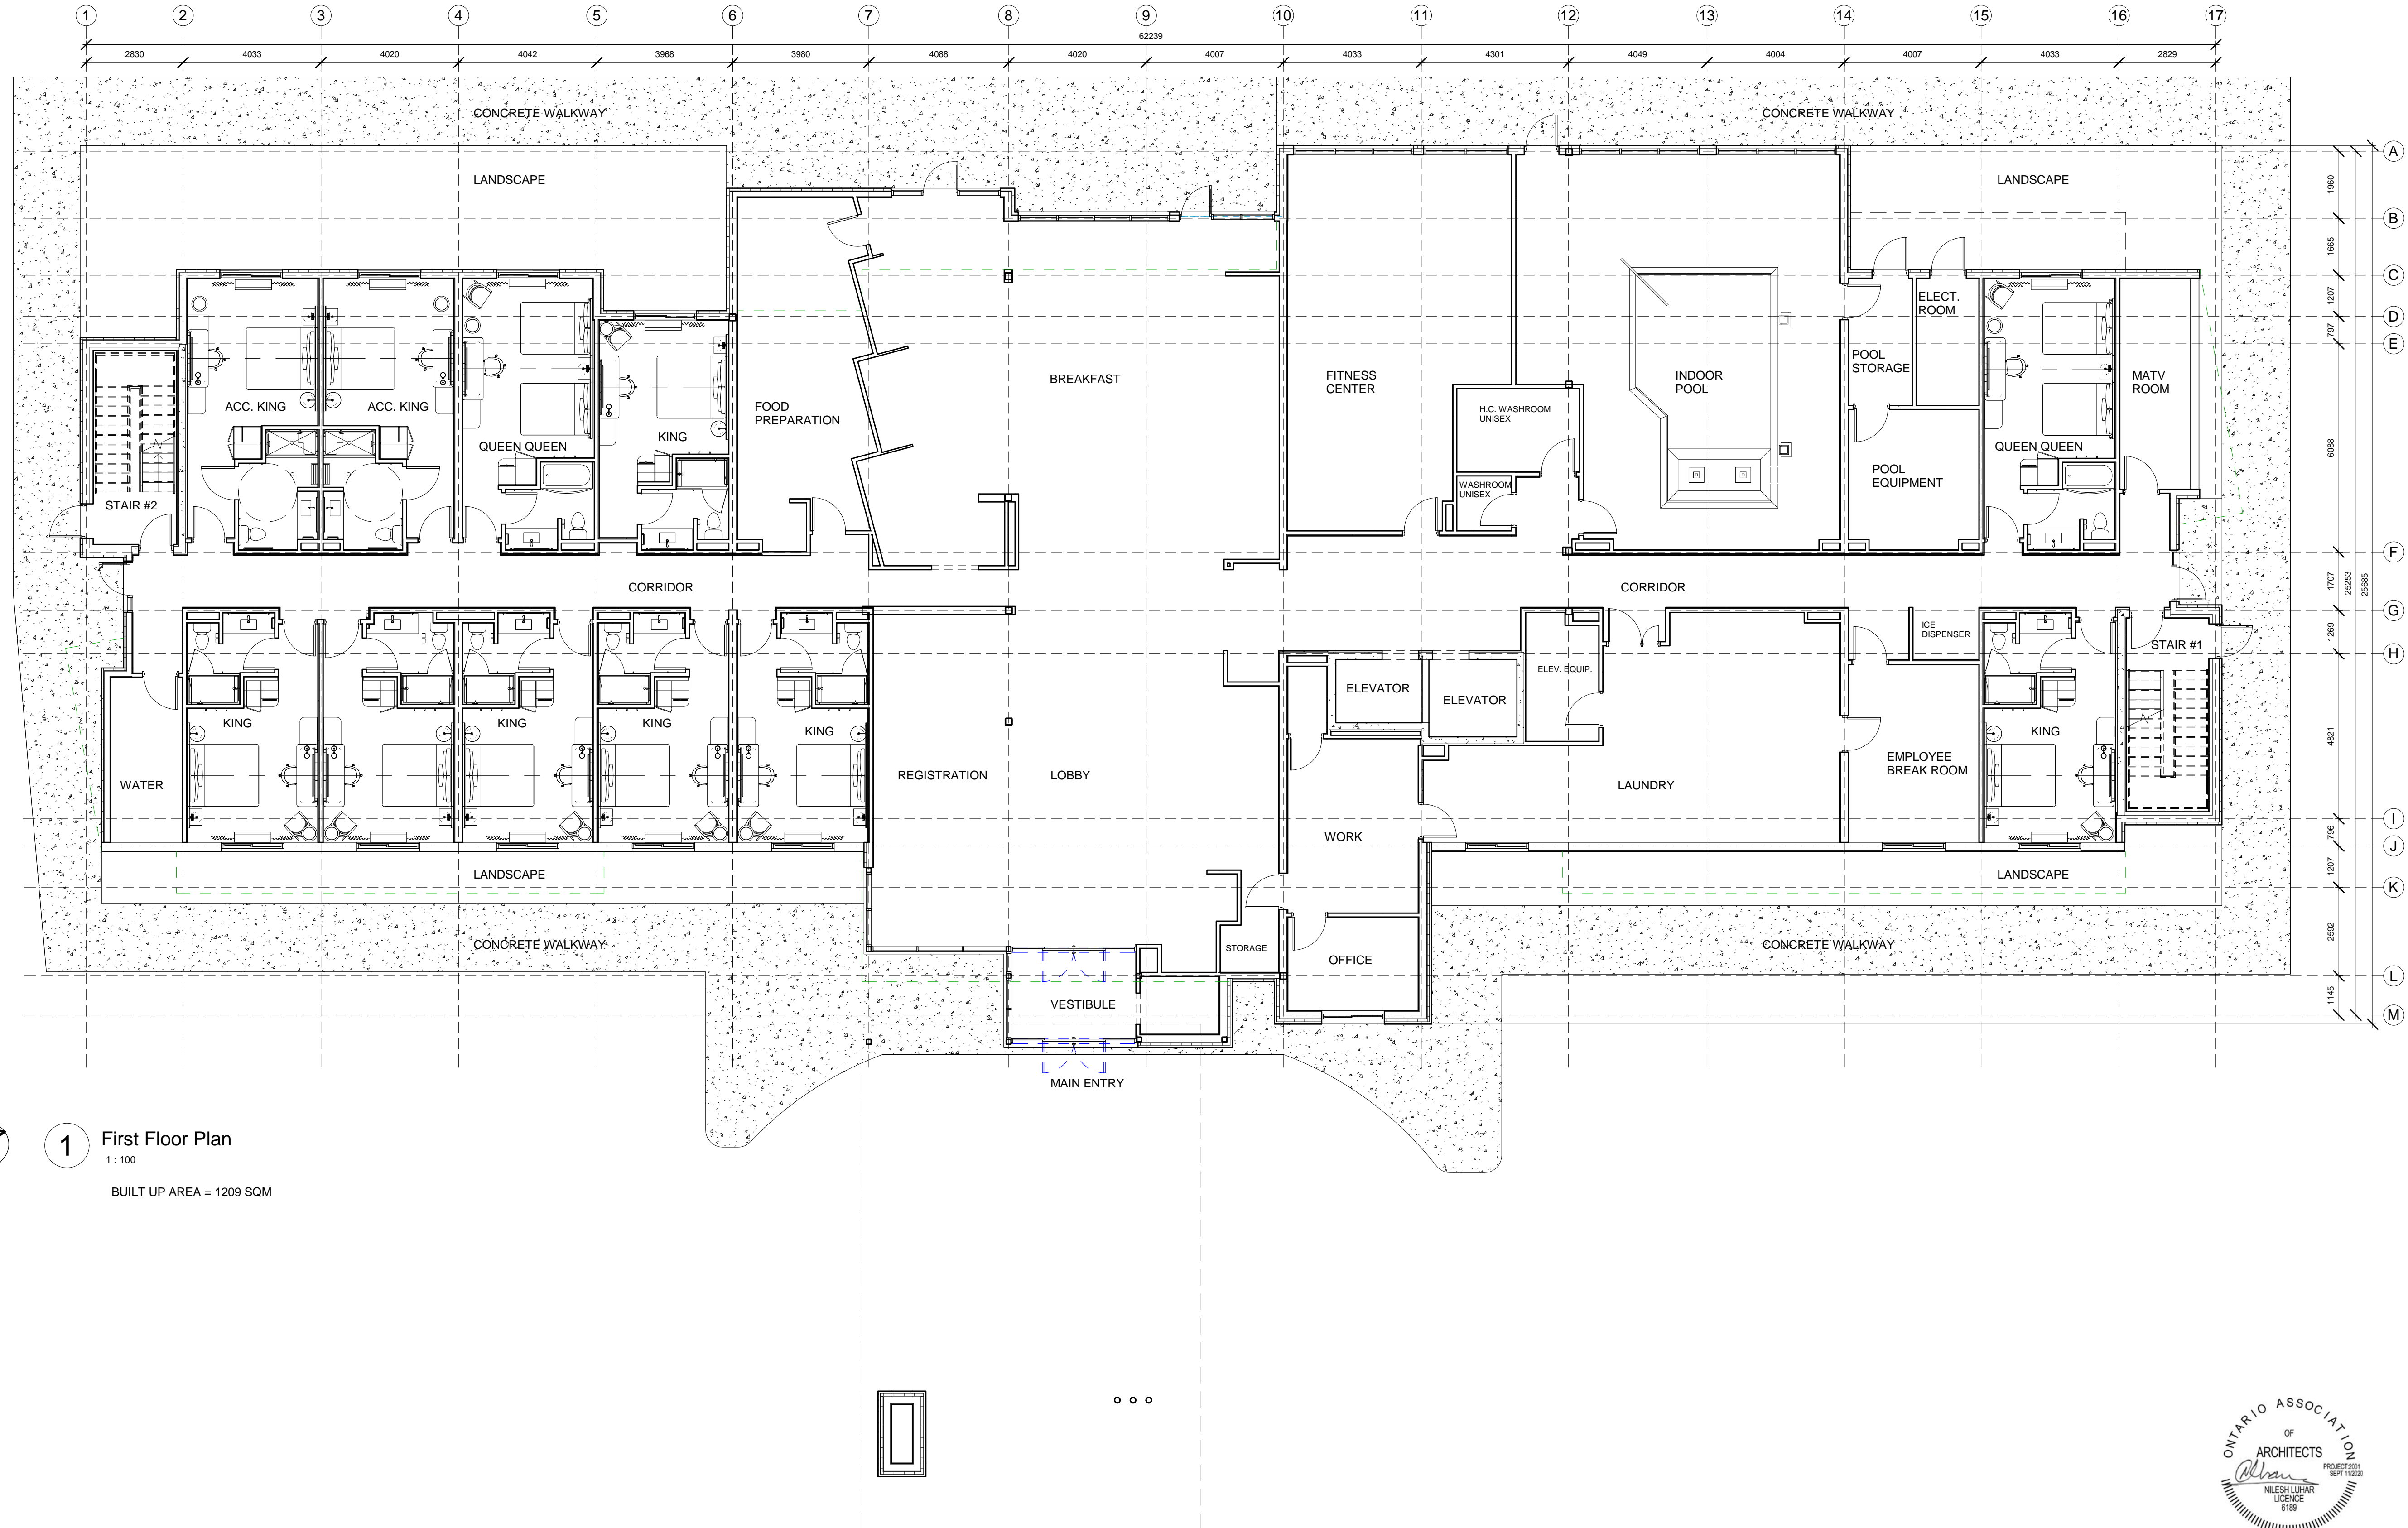 1 2 3 4 5 6 7 8 9 10 11 12 13 14 15 16 17
62239
2830 4033 4020 4042 3968 3980 4088 4020 4007 4033 4301 4049 4004 4007 4033 2829
CONCRETE WALKWAY
CONCRETE WALKWAY
A
B
C
D
E
F
G
H
I
J
K
L
M
1960
1665
1207
797
6088
1707
1269
4821
796
1207
2592
1145
25253
25685
LANDSCAPE
LANDSCAPE
ELECT.
ROOM
POOL
STORAGE
BREAKFAST
FITNESS
CENTER
INDOOR
POOL
MATV
ROOM
ACC. KING
ACC. KING
FOOD
PREPARATION
H.C. WASHROOM
UNISEX
KING
QUEEN QUEEN
QUEEN QUEEN
POOL
EQUIPMENT
WASHROOM
UNISEX
STAIR #2
CORRIDOR
CORRIDOR
ICE
DISPENSER
STAIR #1
ELEV. EQUIP.
ELEVATOR
ELEVATOR
KING
KING
KING
KING
KING
EMPLOYEE
BREAK ROOM
REGISTRATION
LOBBY
WATER
LAUNDRY
WORK
LANDSCAPE
LANDSCAPE
CONCRETE WALKWAY
CONCRETE WALKWAY
STORAGE
OFFICE
VESTIBULE
MAIN ENTRY
1
First Floor Plan
1 : 100
BUILT UP AREA = 1209 SQM
ONTARIO ASSOCIATION
OF
ARCHITECTS
PROJECT:2001
SEPT 11/2020
NILESH LUHAR
LICENCE
6189